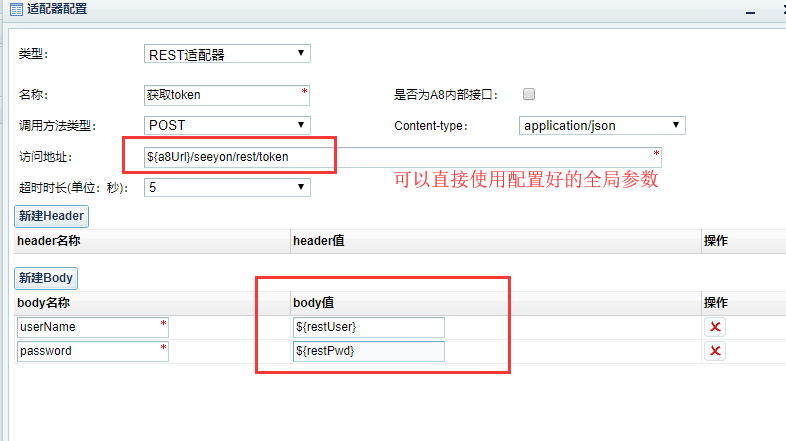 适配器配置
类型：
REST适配器
名称：
获取token
*
是否为A8内部接口：
调用方法类型：
POST
Content-type：
application/json
访问地址：
${a8Url}/seeyon/rest/token
*
可以直接使用配置好的全局参数
超时时长(单位：秒)：
5
新建Header
header名称 header值 操作
新建Body
body名称 body值 操作
userName * ${restUser}
password * ${restPwd}